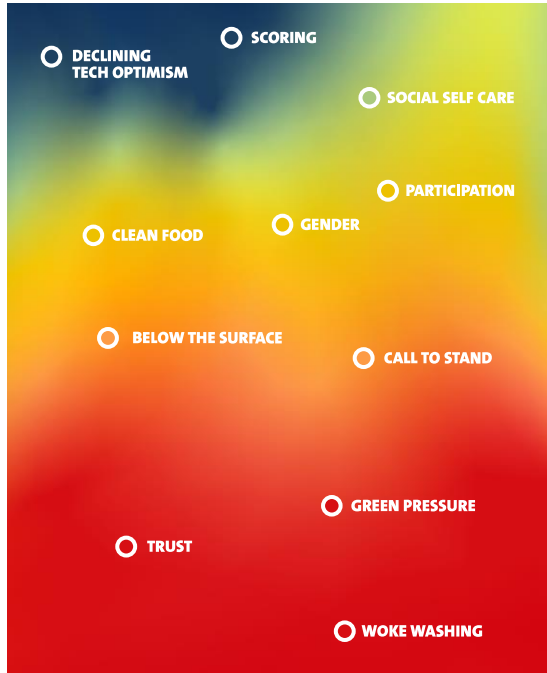 SCORING
DECLINING
TECH OPTIMISM
SOCIAL SELF CARE
PARTICIPATION
GENDER
CLEAN FOOD
BELOW THE SURFACE
CALL TO STAND
GREEN PRESSURE
TRUST
WOKE WASHING